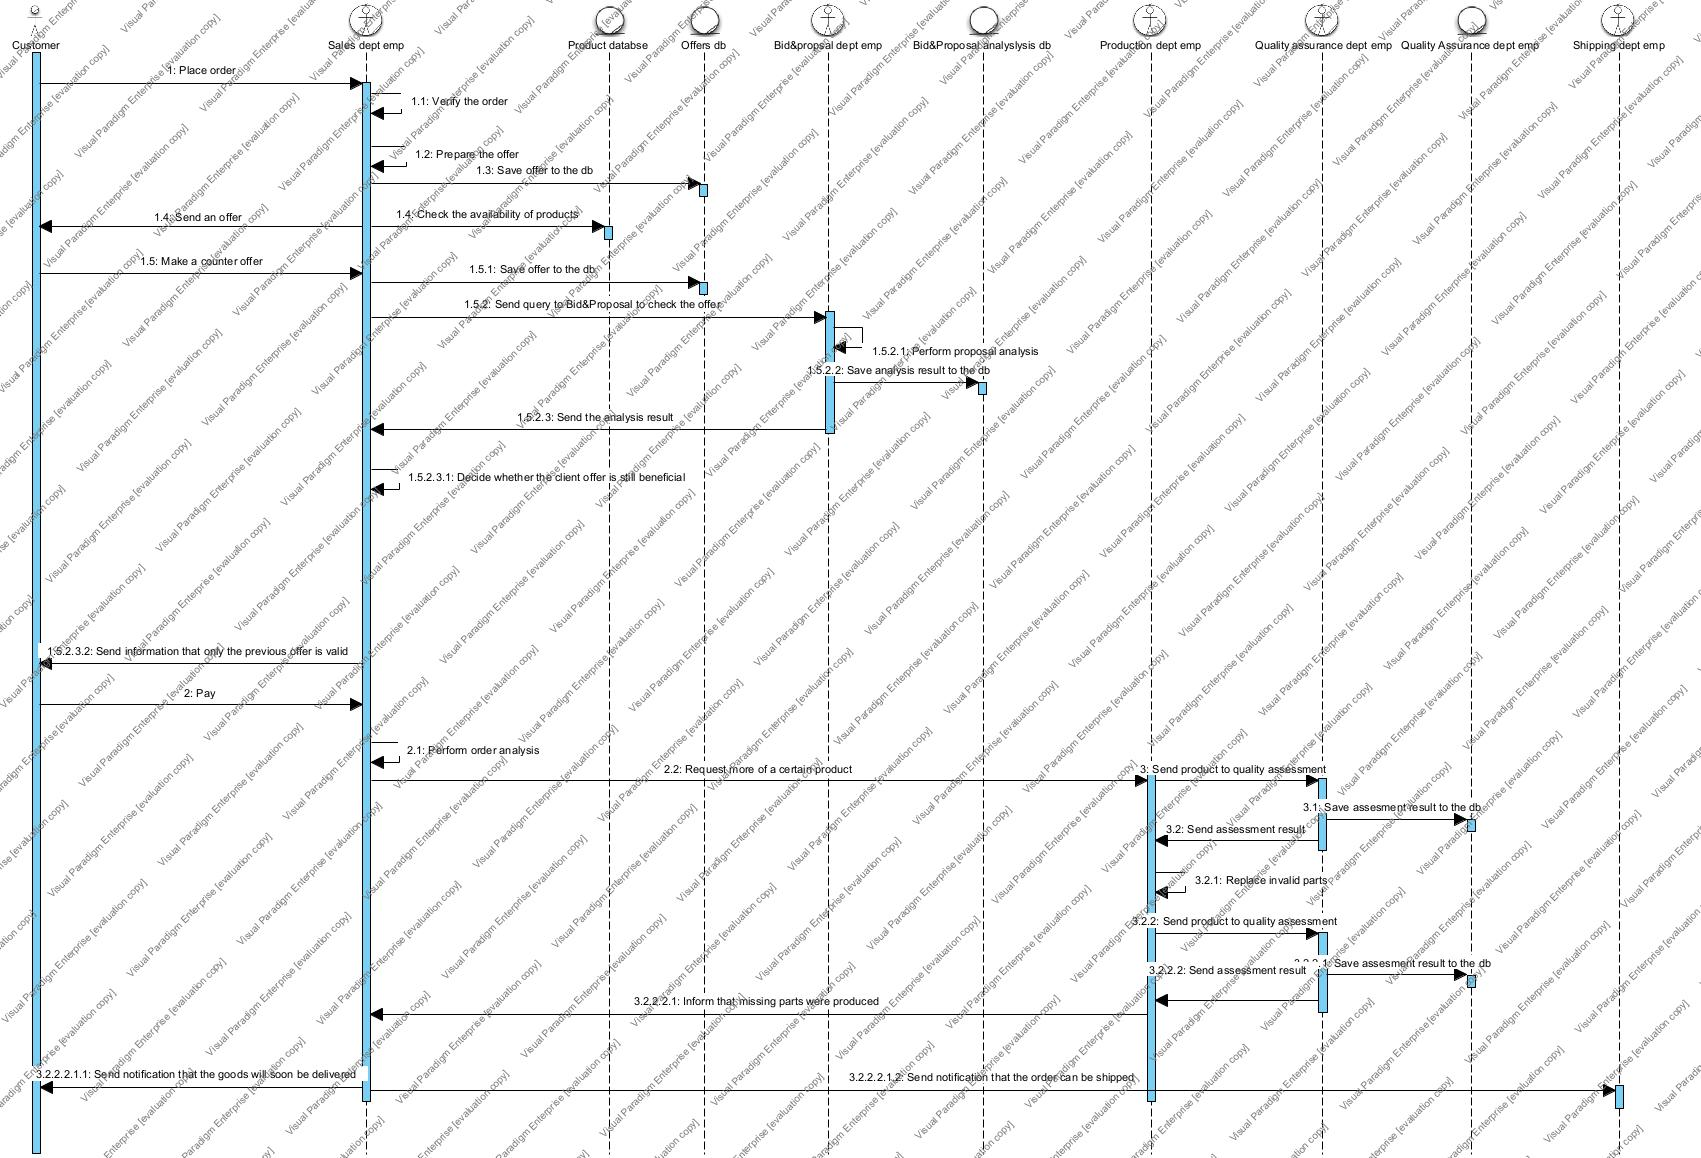 Customer
Sales dept emp
Product databse
Offers db
Bid&propsal dept emp
Bid&Proposal analyslysis db
Production dept emp
Quality assurance dept emp
Quality Assurance dept emp
Shipping dept emp
1: Place order
1.1: Verify the order
1.2: Prepare the offer
1.3: Save offer to the db
1.4: Send an offer
1.4: Check the availability of products
1.5: Make a counter offer
1.5.1: Save offer to the db
1.5.2: Send query to Bid&Proposal to check the offer
1.5.2.1: Perform proposal analysis
1.5.2.2: Save analysis result to the db
1.5.2.3: Send the analysis result
1.5.2.3.1: Decide whether the client offer is still beneficial
1.5.2.3.2: Send information that only the previous offer is valid
2: Pay
2.1: Perform order analysis
2.2: Request more of a certain product
3: Send product to quality assessment
3.1: Save assesment result to the db
3.2: Send assessment result
3.2.1: Replace invalid parts
3.2.2: Send product to quality assessment
Save assesment result to the db
3.2.2.2: Send assessment result
3.2.2.2.1: Inform that missing parts were produced
3.2.2.2.1.1: Send notification that the goods will soon be delivered
3.2.2.2.1.2: Send notification that the order can be shipped
Visual Paradigm Enterprise [evaluation copy]